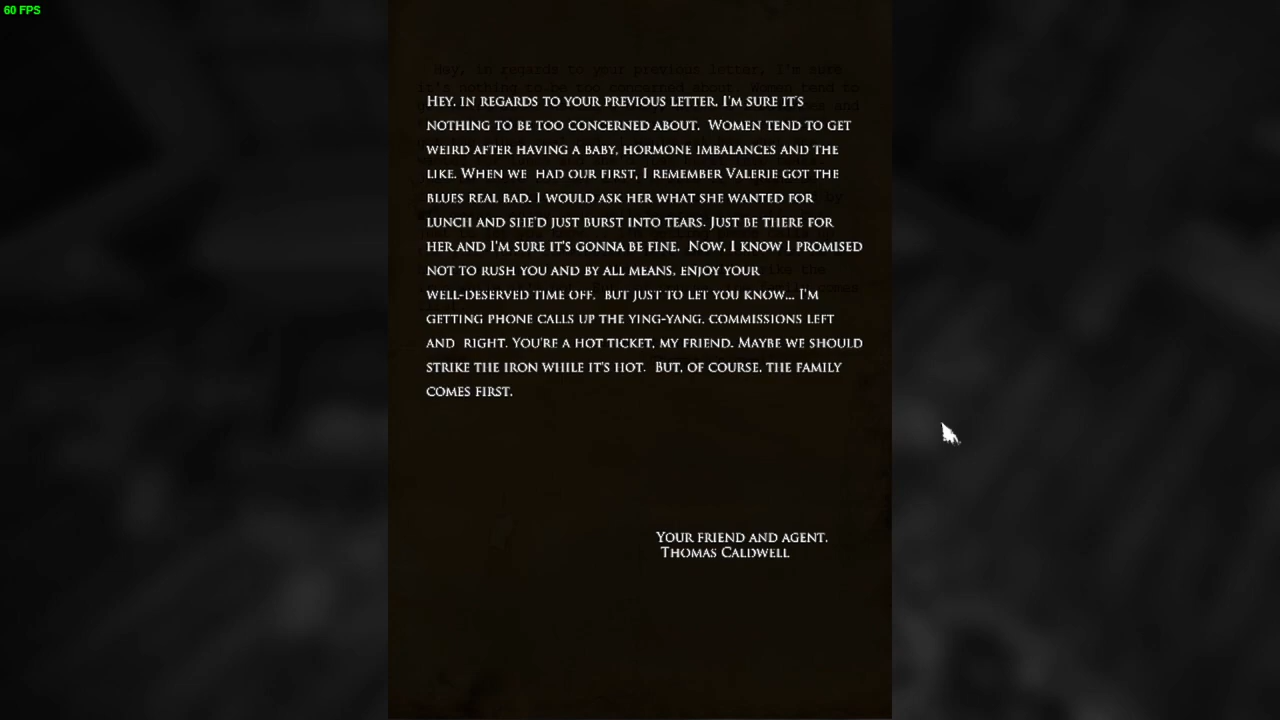 60 FPS
Hey, in regards to your previous letter, I'm sure it's
nothing to be too concerned about. Women tend to get
weird after having a baby, hormone imbalances and the
like. When we had our first, I remember Valerie got the
blues real bad. I would ask her what she wanted for
lunch and she'd just burst into tears. Just be there for
her and I'm sure it's gonna be fine. Now, I know I promised
not to rush you and by all means, enjoy your
well-deserved time off. But just to let you know... I'm
getting phone calls up the ying-yang, commissions left
and right. You're a hot ticket, my friend. Maybe we should
strike the iron while it's hot. But, of course, the family
comes first.
Your friend and agent,
Thomas Caldwell